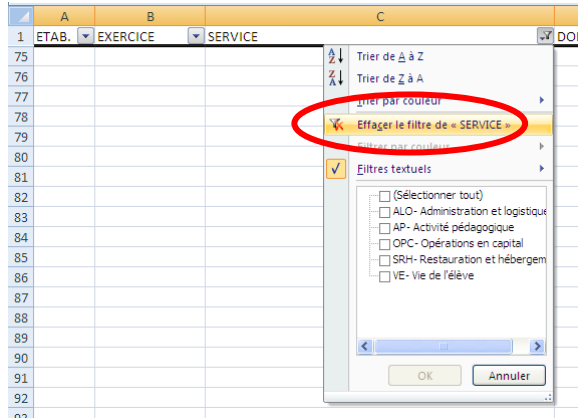 A B C
1 ETAB. EXERCICE SERVICE
75 Trier de A à Z
76 Trier de Z à A
77 Trier par couleur
78 Effacer le filtre de « SERVICE »
79 Filtrer par couleur
80
81 Filtres textuels
82 (Sélectionner tout)
83 ALO- Administration et logistique
84 AP- Activité pédagogique
85 OPC- Opérations en capital
SRH- Restauration et
86 VE- Vie de l'élève
87
88
89
90
91 OK Annuler
92